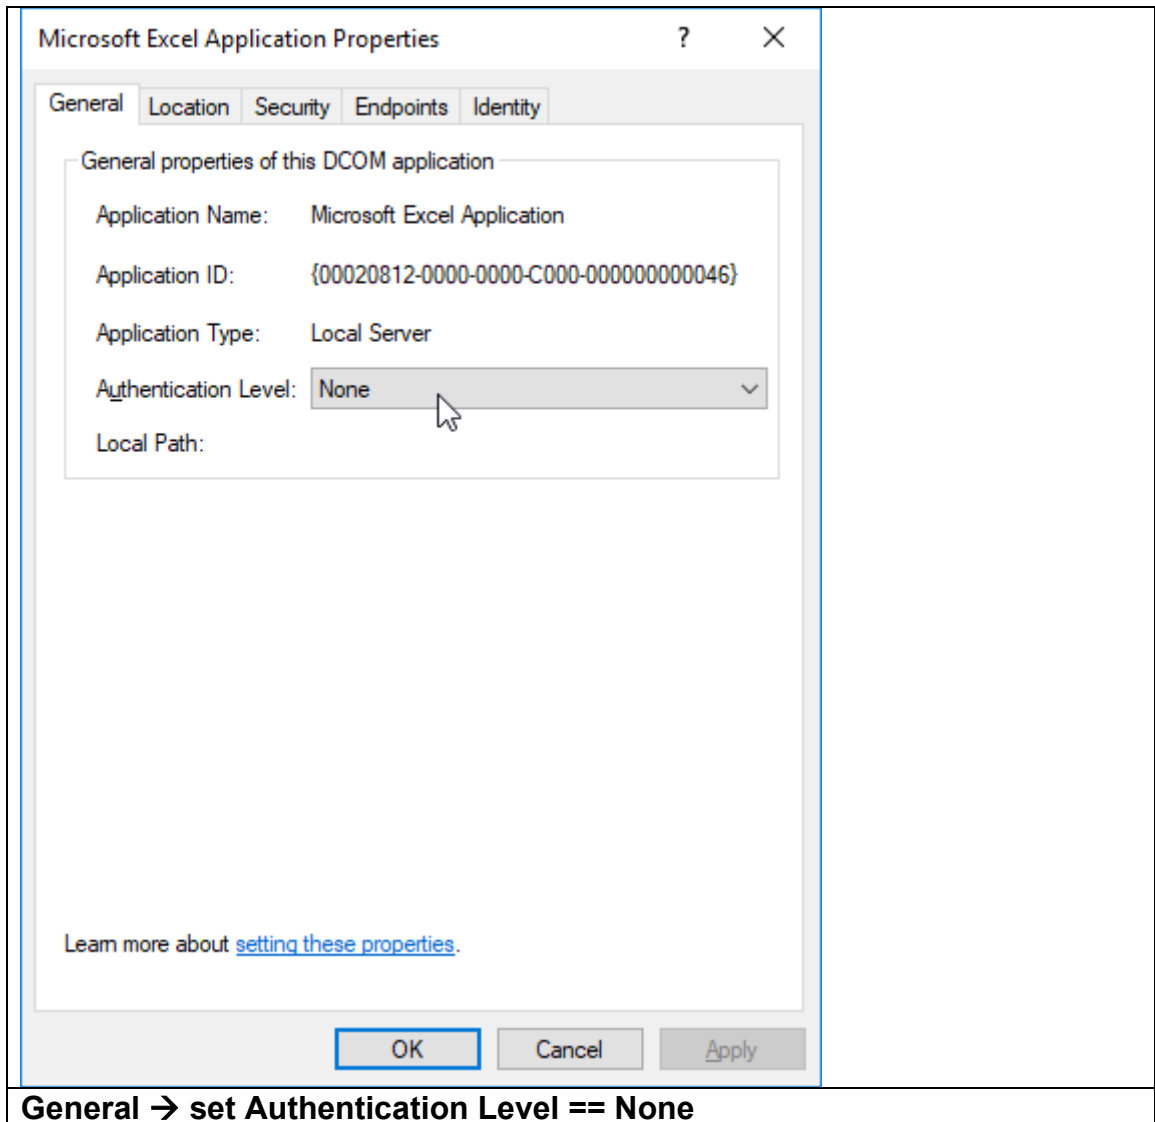 Microsoft Excel Application Properties ? ×
General Location Security Endpoints Identity
General properties of this DCOM application
Application Name: Microsoft Excel Application
Application ID: {00020812-0000-0000-C000-000000000046}
Application Type: Local Server
Authentication Level: None
Local Path:
Learn more about setting these properties.
OK Cancel Apply
General → set Authentication Level == None